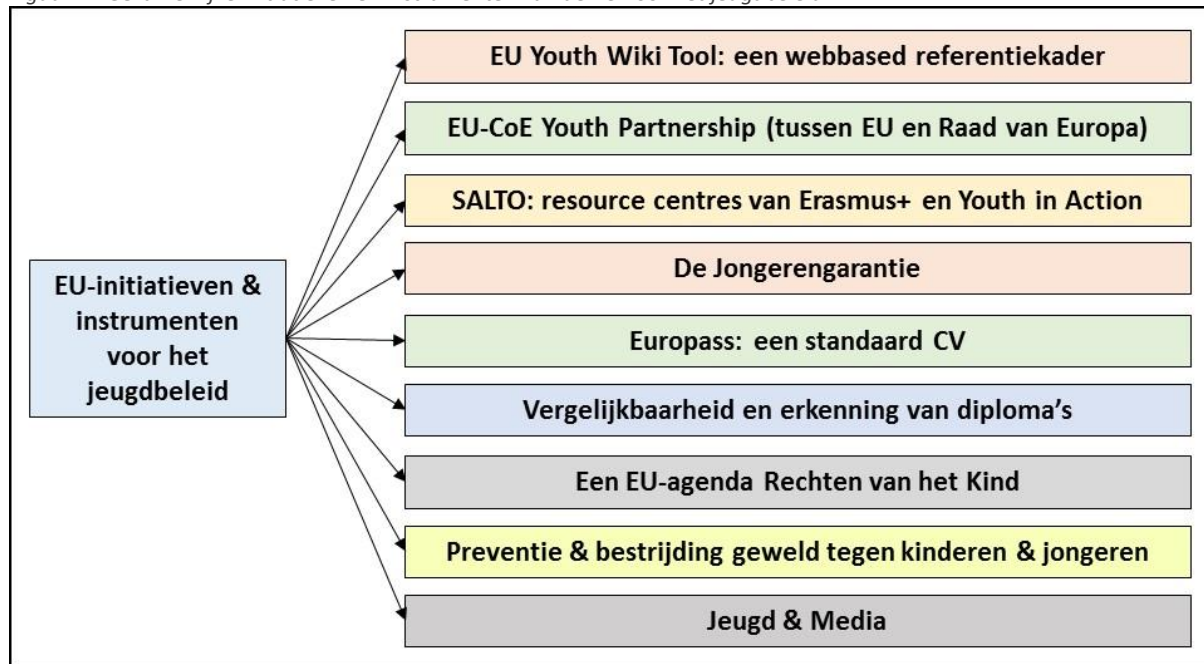 EU Youth Wiki Tool: een webbased referentiekader
EU-CoE Youth Partnership (tussen EU en Raad van Europa)
SALTO: resource centres van Erasmus+ en Youth in Action
De Jongerengarantie
EU-initiatieven &
instrumenten
voor het
jeugdbeleid
Europass: een standaard CV
Vergelijkbaarheid en erkenning van diploma's
Een EU-agenda Rechten van het Kind
Preventie & bestrijding geweld tegen kinderen & jongeren
Jeugd & Media